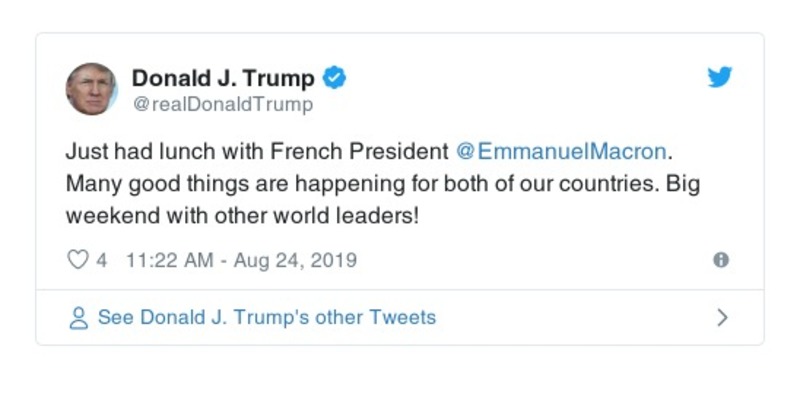 Donald J. Trump
@realDonaldTrump
Just had lunch with French President @EmmanuelMacron.
Many good things are happening for both of our countries. Big
weekend with other world leaders!
4 11:22 AM - Aug 24, 2019
See Donald J. Trump's other Tweets